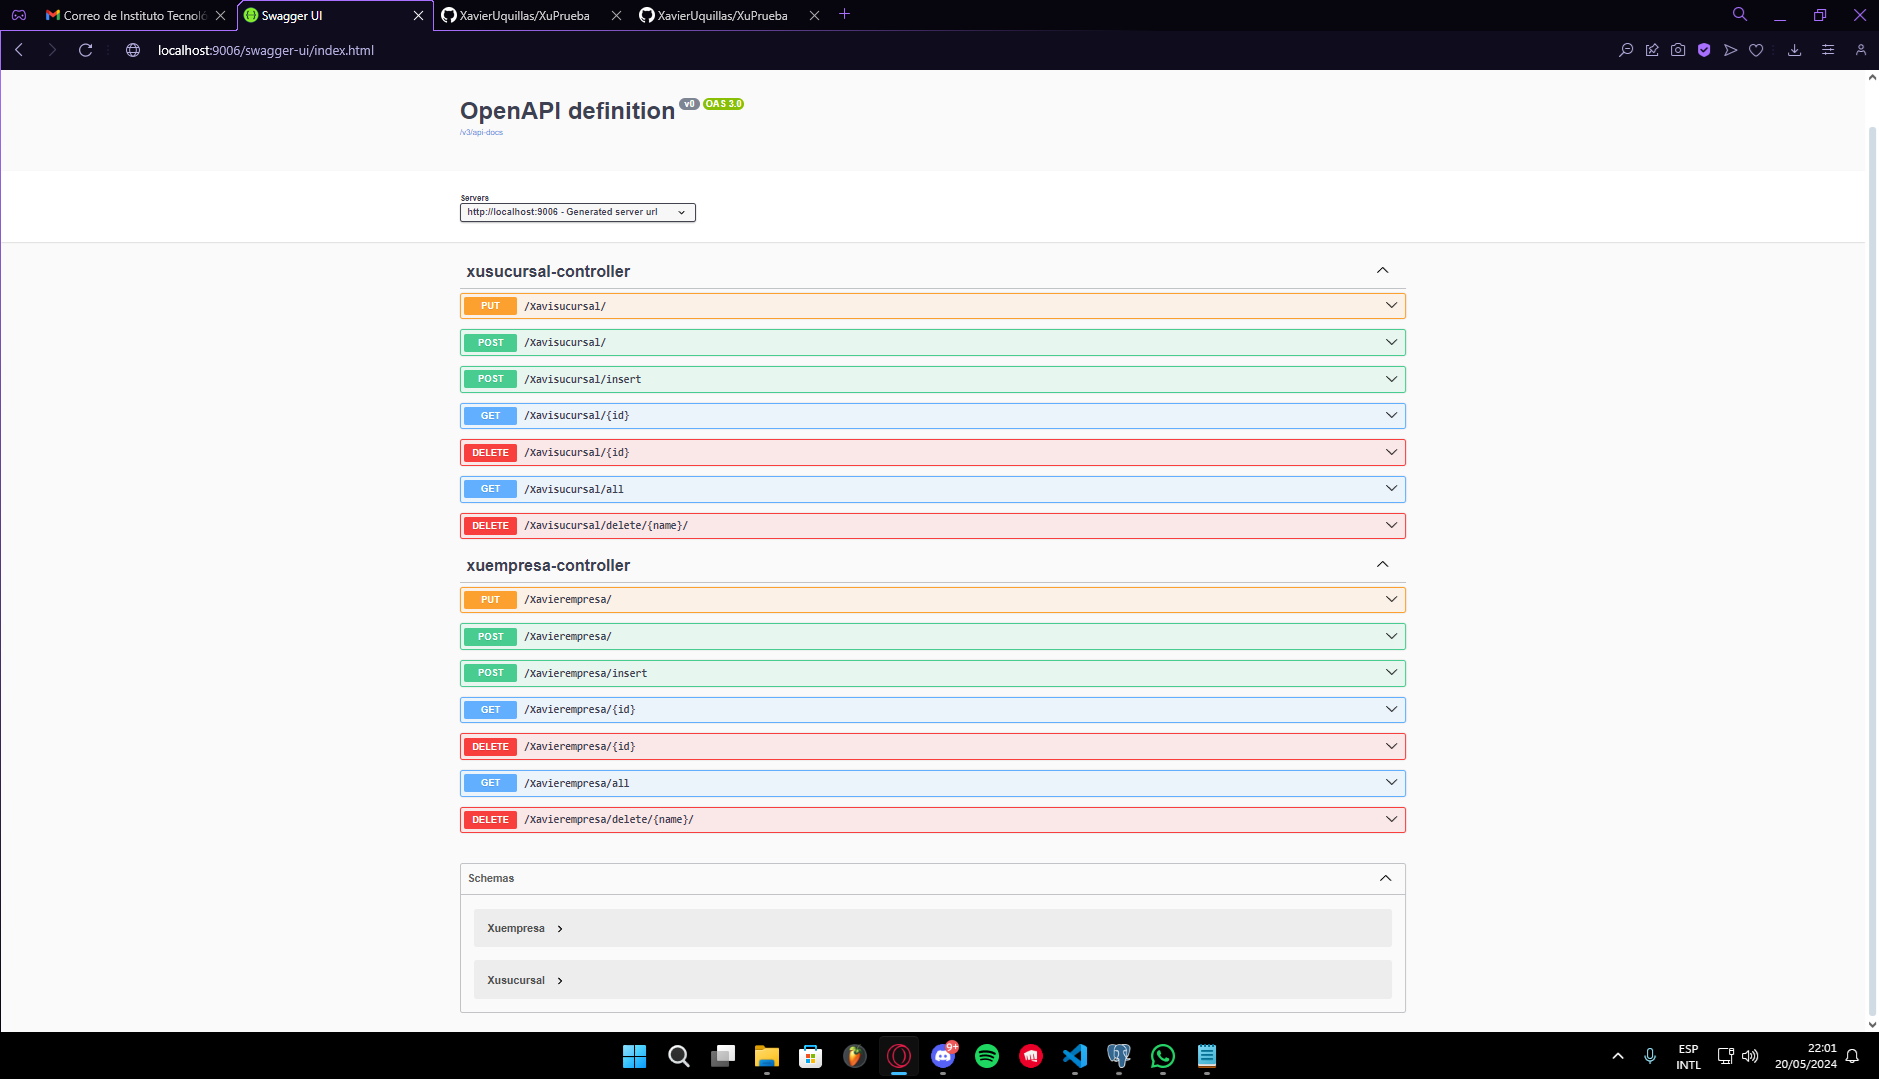 Correo de Instituto Tecnoló
Swagger UI
XavierUquillas/XuPrueba
XavierUquillas/XuPrueba
localhost:9006/swagger-ui/index.html
OpenAPI definition v0 OAS 3.0
/v3/api-docs
Servers
http://localhost:9006 - Generated server url
xusucursal-controller
PUT /Xavisucursal/
POST /Xavisucursal/
POST /Xavisucursal/insert
GET /Xavisucursal/{id}
DELETE /Xavisucursal/{id}
GET /Xavisucursal/all
DELETE /Xavisucursal/delete/{name}/
xuempresa-controller
PUT /Xavierempresa/
POST /Xavierempresa/
POST /Xavierempresa/insert
GET /Xavierempresa/{id}
DELETE /Xavierempresa/{id}
GET /Xavierempresa/all
DELETE /Xavierempresa/delete/{name}/
Schemas
Xuempresa
Xusucursal
9+
ESP
INTL
22:01
20/05/2024